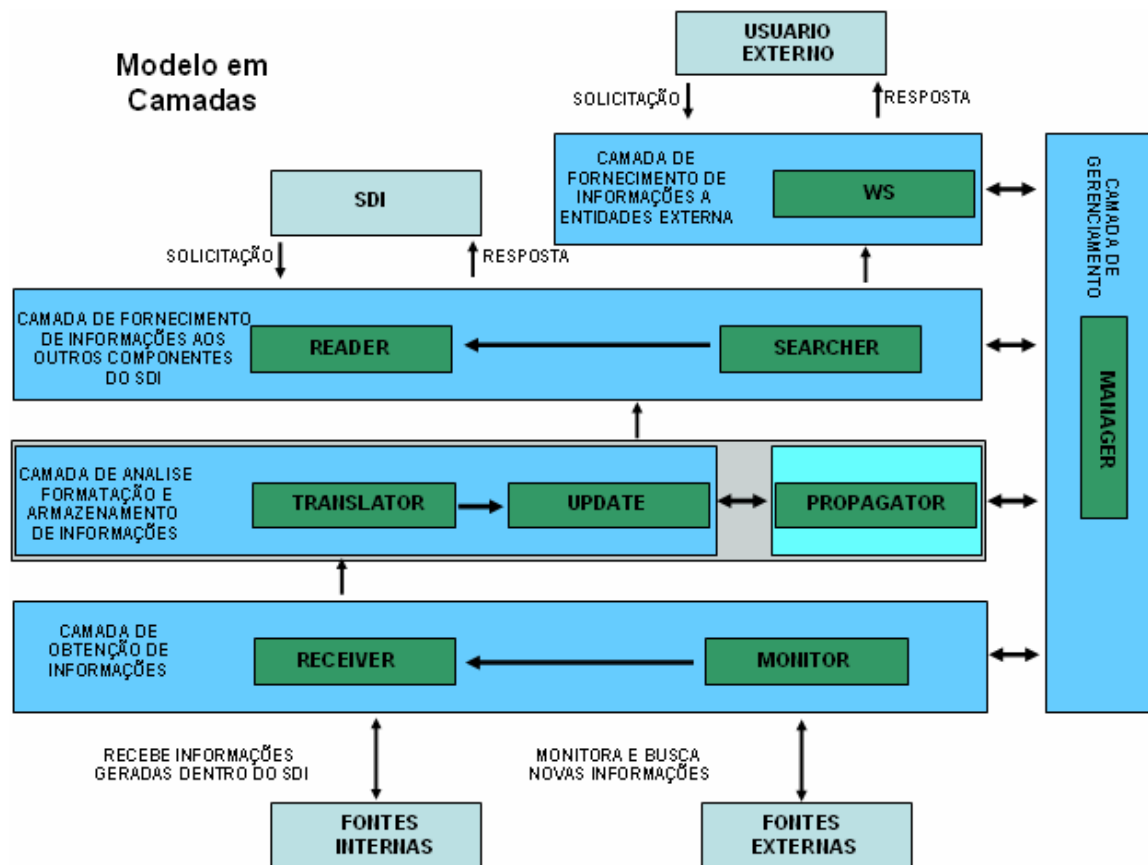 Modelo em
Camadas
USUARIO
EXTERNO
SOLICITAÇÃO
RESPOSTA
CAMADA DE
FORNECIMENTO DE
INFORMAÇÕES A
ENTIDADES EXTERNA
WS
CAMADA DE
GERENCIAMENTO
MANAGER
SDI
SOLICITAÇÃO
RESPOSTA
CAMADA DE FORNECIMENTO
DE INFORMAÇÕES AOS
OUTROS COMPONENTES
DO SDI
READER
SEARCHER
CAMADA DE ANALISE
FORMATAÇÃO E
ARMAZENAMENTO
DE INFORMAÇÕES
TRANSLATOR
UPDATE
PROPAGATOR
CAMADA DE
OBTENÇÃO DE
INFORMAÇÕES
RECEIVER
MONITOR
RECEBE INFORMAÇÕES
GERADAS DENTRO DO SDI
MONITORA E BUSCA
NOVAS INFORMAÇÕES
FONTES
INTERNAS
FONTES
EXTERNAS